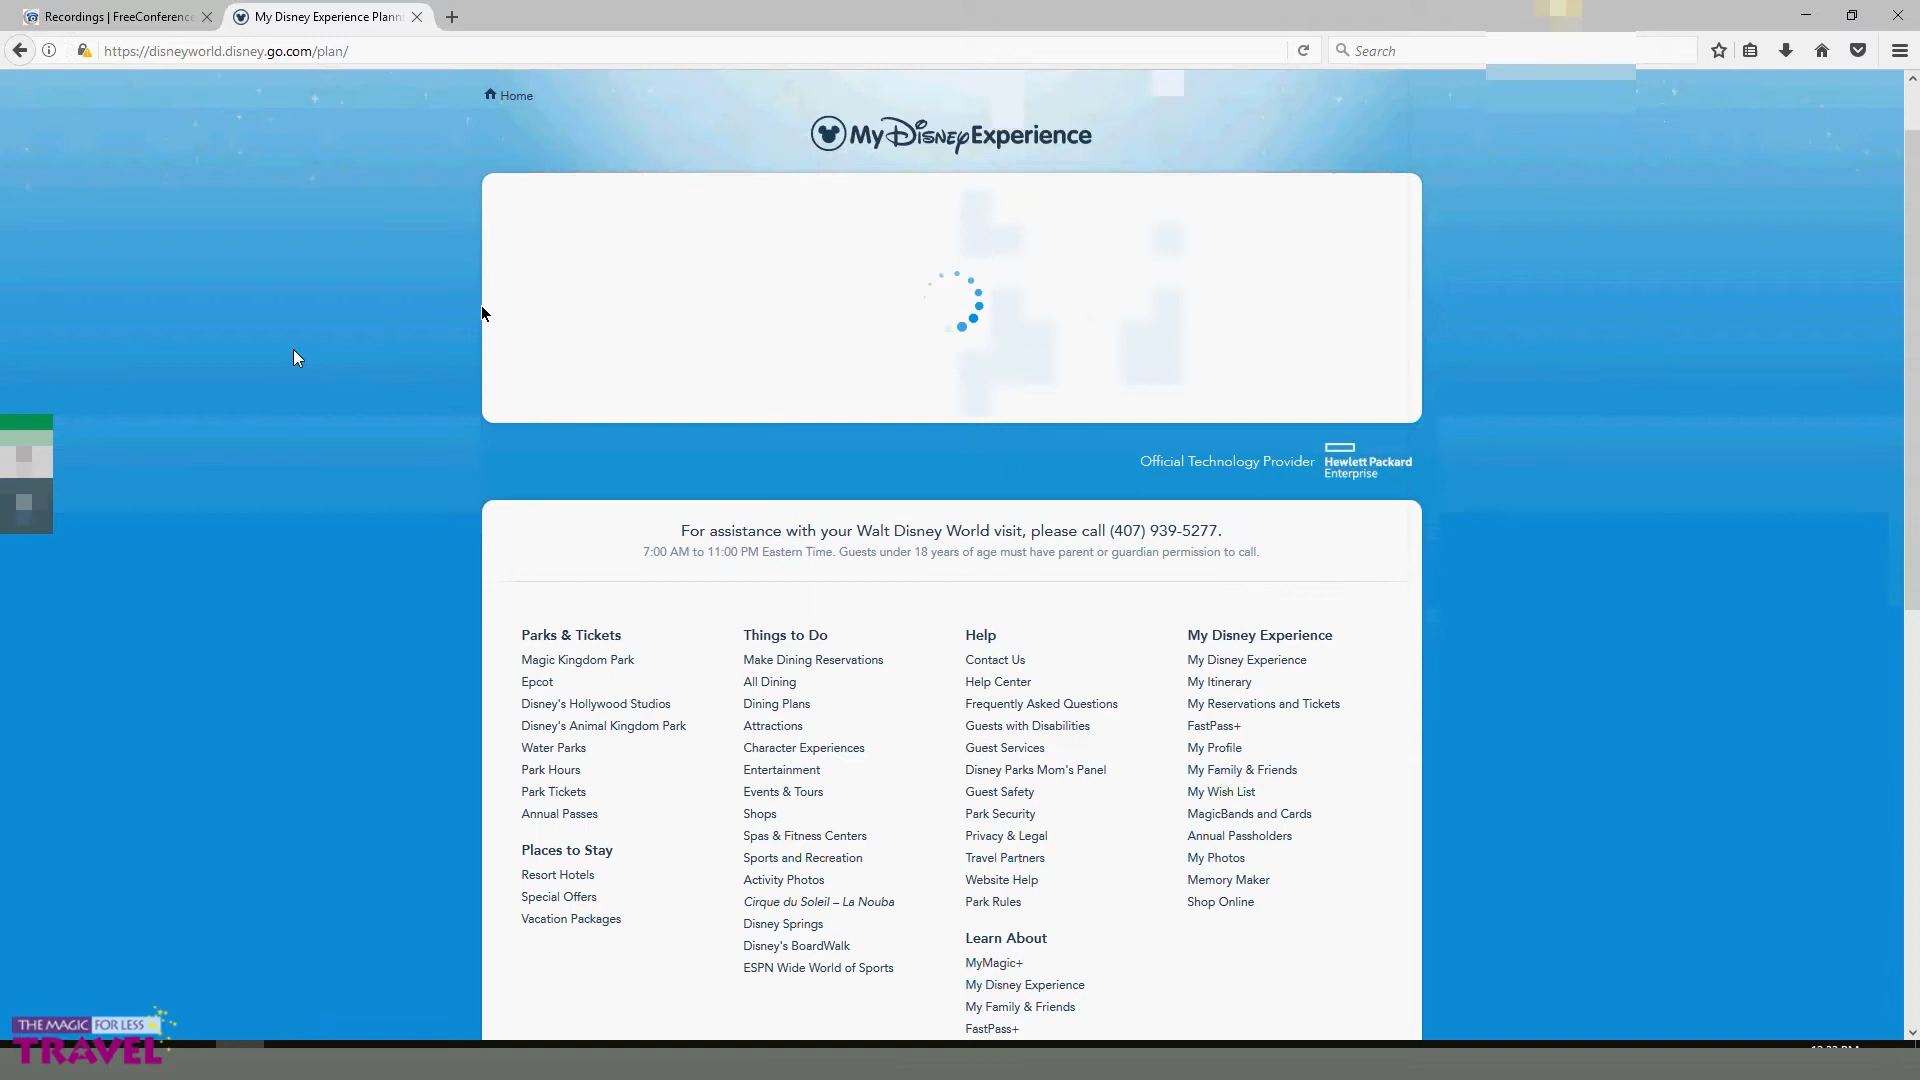 Recordings | FreeConference
My Disney Experience Plann
https://disneyworld.disney.go.com/plan/
Search
Home
My Disney Experience
Official Technology Provider
Hewlett Packard
Enterprise
For assistance with your Walt Disney World visit, please call (407) 939-5277.
7:00 AM to 11:00 PM Eastern Time. Guests under 18 years of age must have parent or guardian permission to call.
Parks & Tickets
Magic Kingdom Park
Epcot
Disney's Hollywood Studios
Disney's Animal Kingdom Park
Water Parks
Park Hours
Park Tickets
Annual Passes
Places to Stay
Resort Hotels
Special Offers
Vacation Packages
Things to Do
Make Dining Reservations
All Dining
Dining Plans
Attractions
Character Experiences
Entertainment
Events & Tours
Shops
Spas & Fitness Centers
Sports and Recreation
Activity Photos
Cirque du Soleil – La Nouba
Disney Springs
Disney's BoardWalk
ESPN Wide World of Sports
Help
Contact Us
Help Center
Frequently Asked Questions
Guests with Disabilities
Guest Services
Disney Parks Mom's Panel
Guest Safety
Park Security
Privacy & Legal
Travel Partners
Website Help
Park Rules
Learn About
MyMagic+
My Disney Experience
My Family & Friends
FastPass+
My Disney Experience
My Disney Experience
My Itinerary
My Reservations and Tickets
FastPass+
My Profile
My Family & Friends
My Wish List
MagicBands and Cards
Annual Passholders
My Photos
Memory Maker
Shop Online
THE MAGIC FOR LESS
TRAVEL